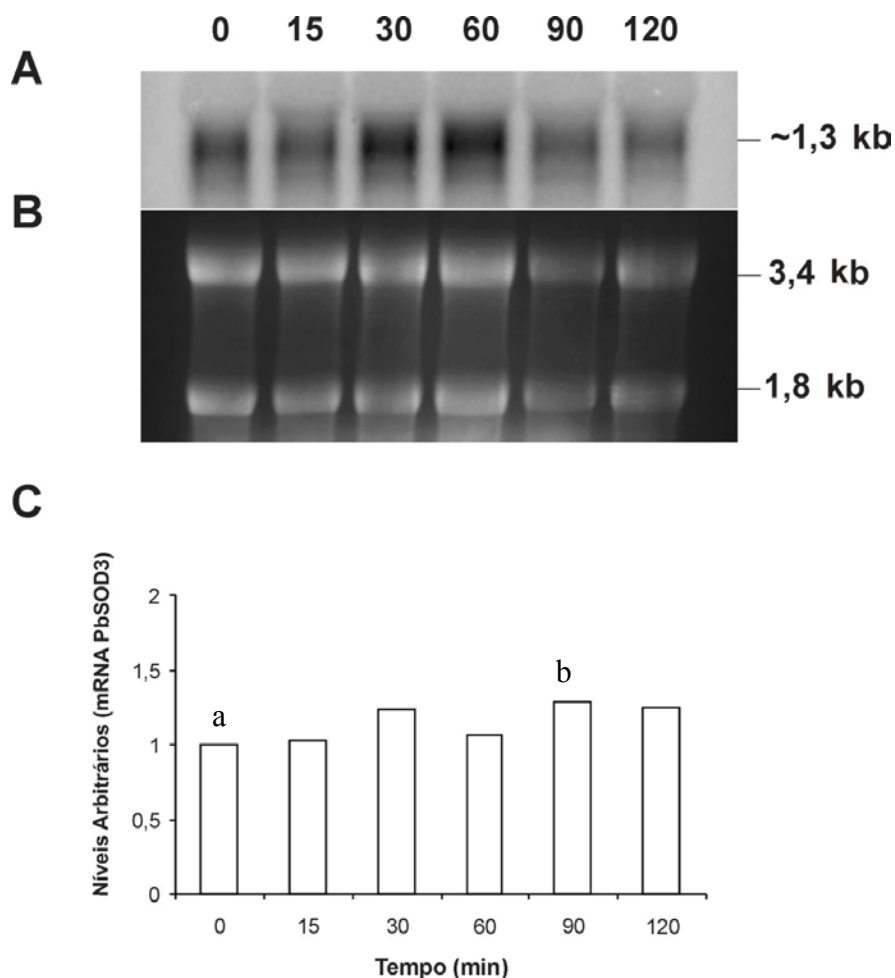 0 15 30 60 90 120
A
~1,3 kb
B
3,4 kb
1,8 kb
C
Níveis Arbitrários (mRNA PbSOD3)
2
1,5
1
0,5
0
a
b
0 15 30 60 90 120
Tempo (min)